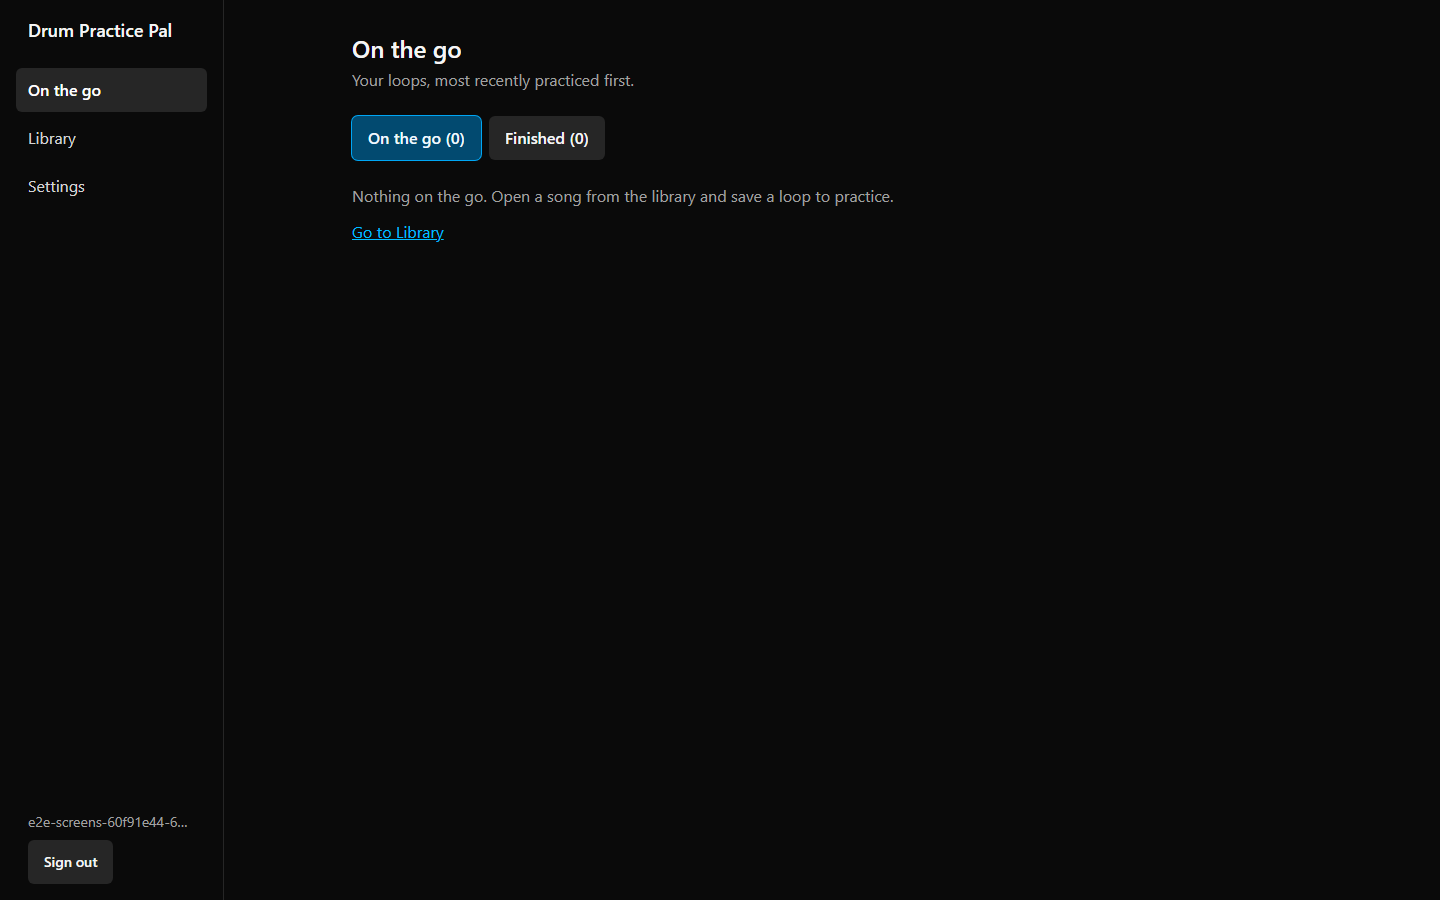 Drum Practice Pal
On the go
Library
Settings
On the go
Your loops, most recently practiced first.
On the go (0)
Finished (0)
Nothing on the go. Open a song from the library and save a loop to practice.
Go to Library
e2e-screens-60f91e44-6...
Sign out